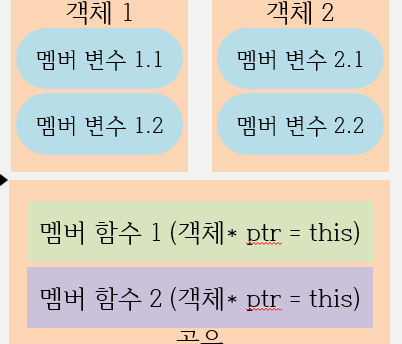 객체 1
객체 2
멤버 변수 1.1
멤버 변수 2.1
멤버 변수 1.2
멤버 변수 2.2
멤버 함수 1 (객체* ptr = this)
멤버 함수 2 (객체* ptr = this)